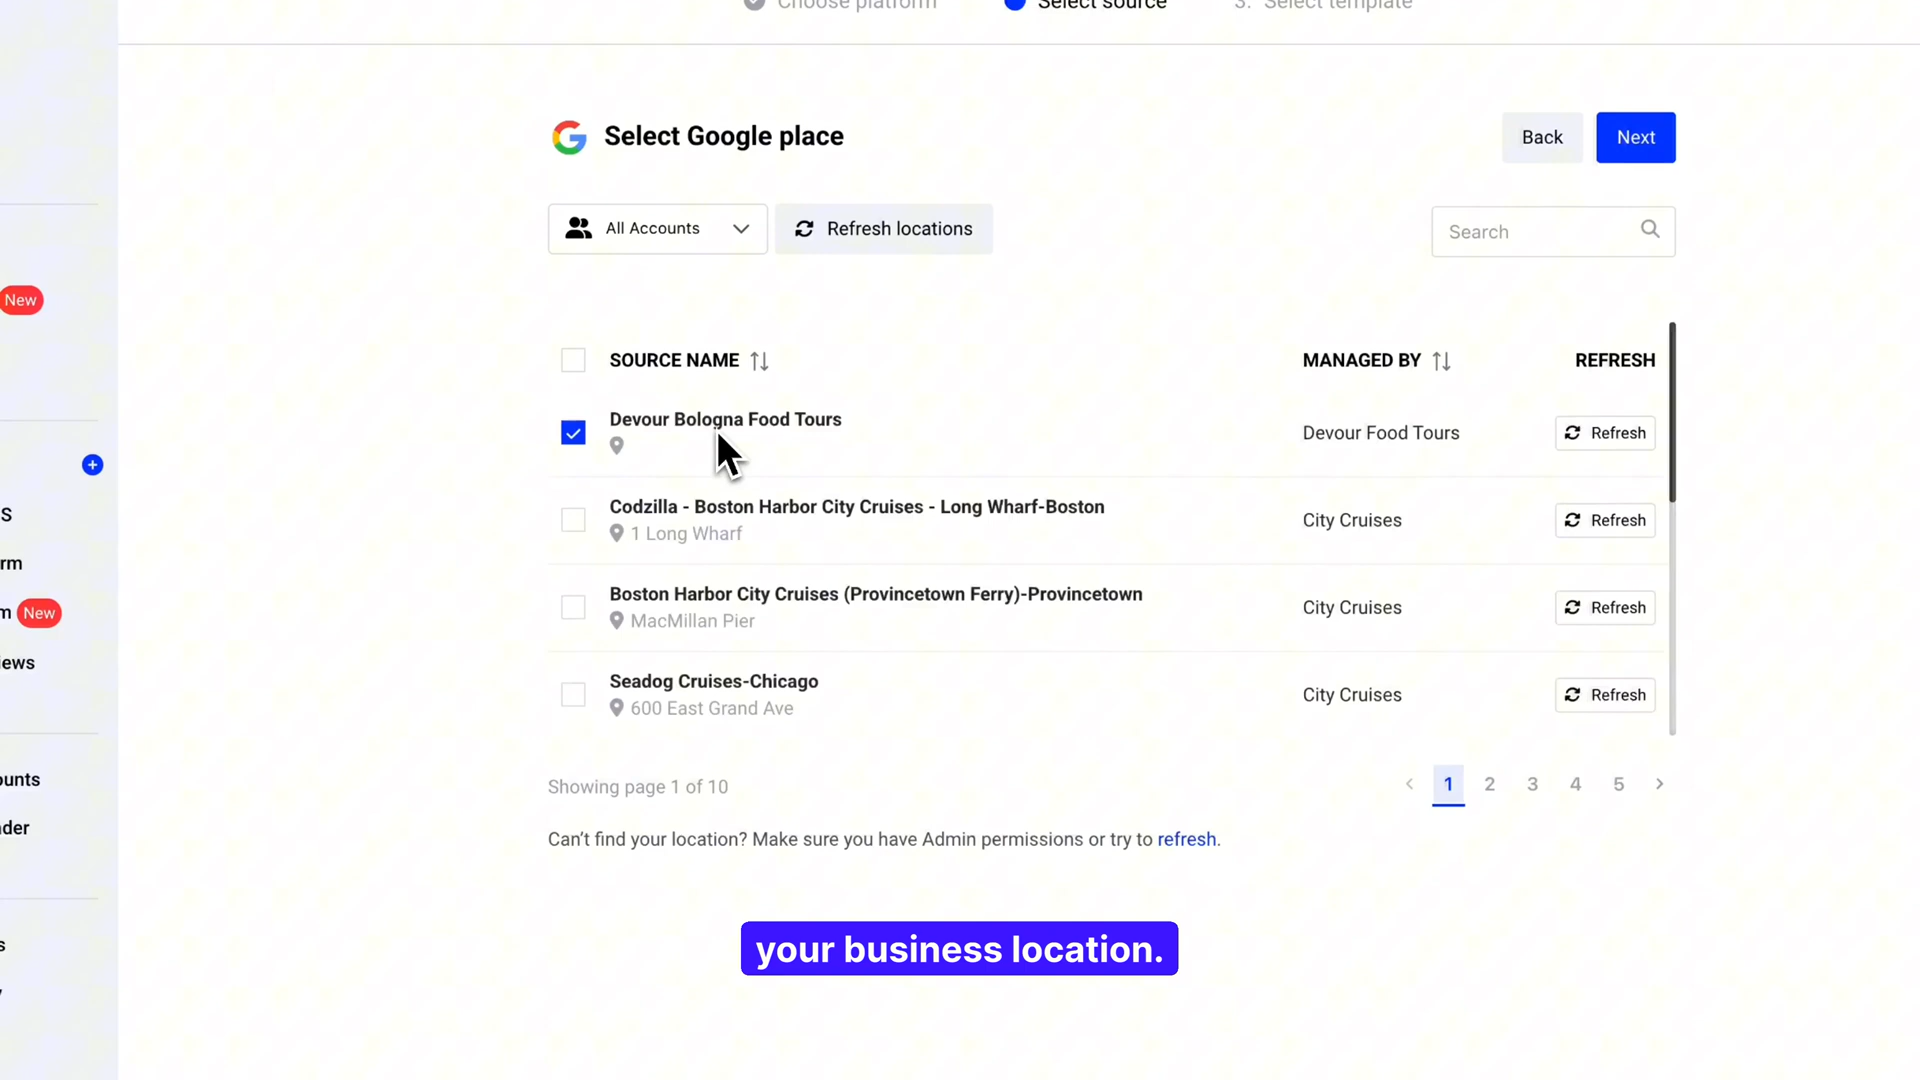 Choose platform
Select source
3. Select template
Select Google place
Back
Next
All Accounts
Refresh locations
Search
New
SOURCE NAME
MANAGED BY
REFRESH
Devour Bologna Food Tours
Devour Food Tours
Refresh
Codzilla - Boston Harbor City Cruises - Long Wharf-Boston
1 Long Wharf
City Cruises
Refresh
Boston Harbor City Cruises (Provincetown Ferry)-Provincetown
MacMillan Pier
City Cruises
Refresh
Seadog Cruises-Chicago
600 East Grand Ave
City Cruises
Refresh
S
rm
m New
iews
ounts
der
s
Showing page 1 of 10
1 2 3 4 5
Can't find your location? Make sure you have Admin permissions or try to refresh.
your business location.